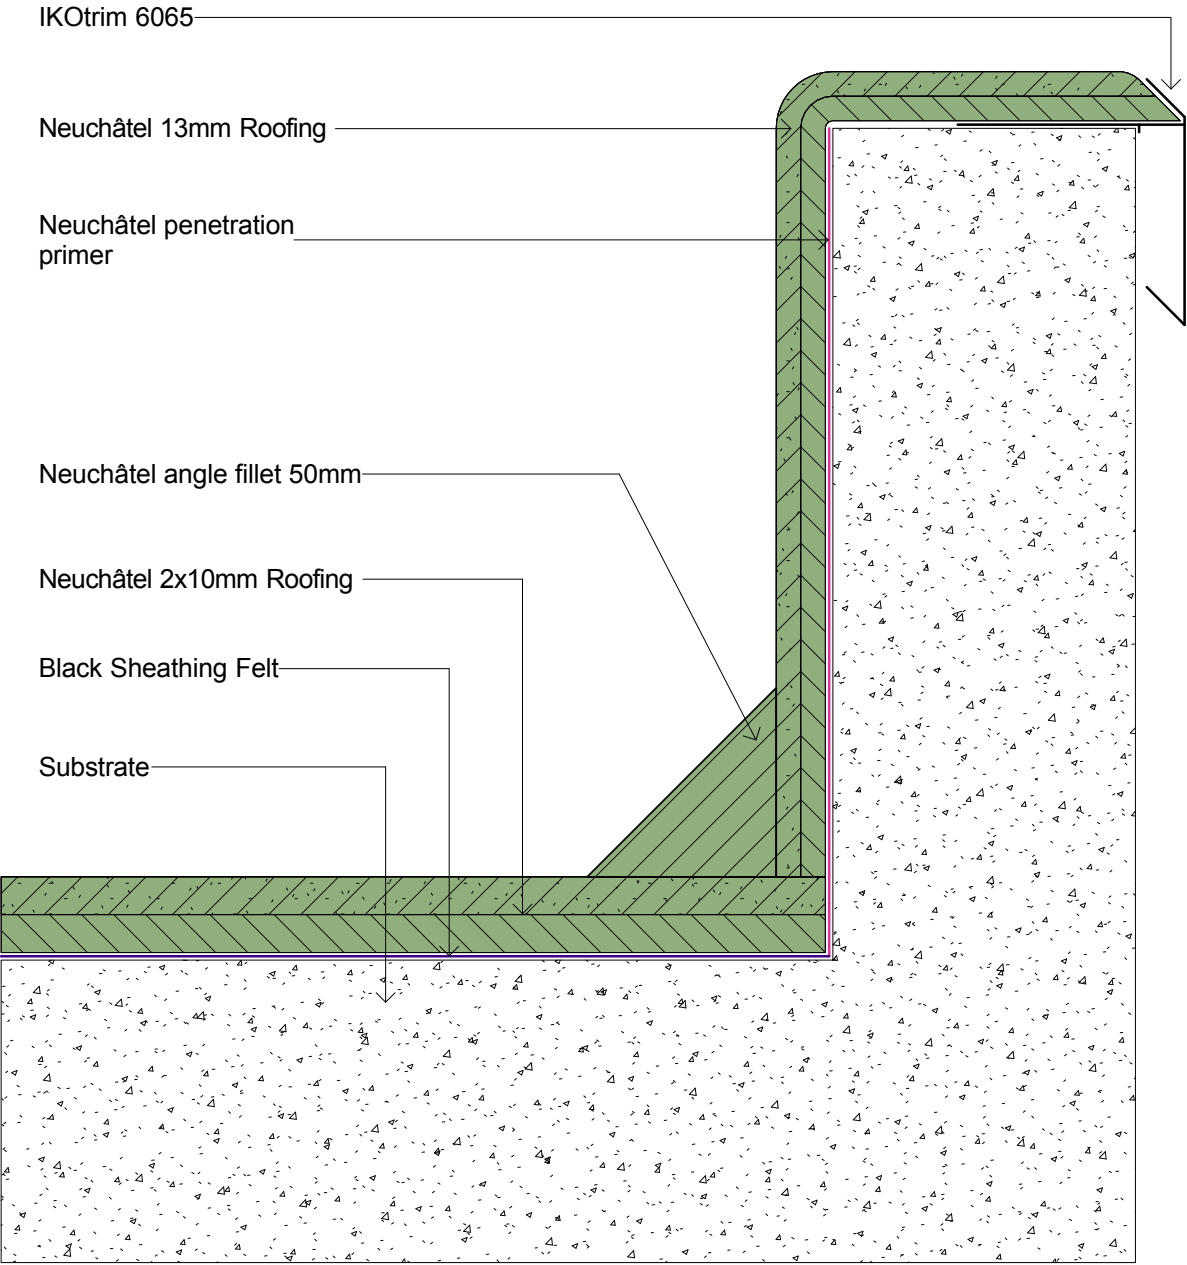 IKOtrim 6065
Neuchâtel 13mm Roofing
Neuchâtel penetration
primer
Neuchâtel angle fillet 50mm
Neuchâtel 2x10mm Roofing
Black Sheathing Felt
Substrate